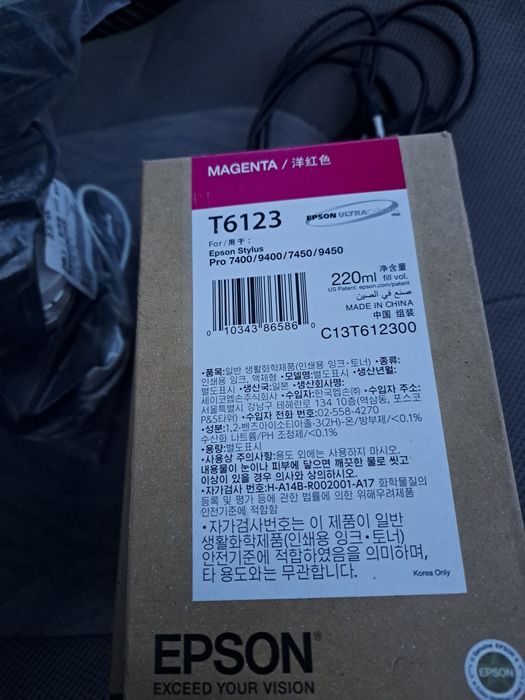 MAGENTA / 洋红色
T6123
EPSON ULTRACHROME INK
For / 用于 :
Epson Stylus
Pro 7400/9400/7450/9450
220ml fill vol. 净含量
US Patent: epson.com/patent
صنع في الصين
MADE IN CHINA
中国 组装
0 10343 86586 0
C13T612300
•품목:일반 생활화학제품(인쇄용 잉크·토너) •종류:
인쇄용 잉크, 액체형 •모델명:별도표시 •생산년월:
별도표시 •생산국:일본 •생산회사명:
세이코엡손주식회사 •수입자:한국엡손㈜ •수입자 주소:
서울특별시 강남구 테헤란로 134 10층(역삼동, 포스코
P&S타워) •수입자 전화 번호:02-558-4270
•성분:1,2-벤즈아이소티아졸-3(2H)-온/방부제/<0.1%
수산화 나트륨/PH 조정제/<0.1%
•용량:별도표시
•사용상 주의사항:용도 외에는 사용하지 마시오.
내용물이 눈이나 피부에 닿으면 깨끗한 물로 씻고
이상이 있을 경우 의사와 상의하시오.
•자가검사 번호:H-A14B-R002001-A17 화학물질의
등록 및 평가 등에 관한 법률에 의한 위해우려제품
안전기준에 적합함
•자가검사번호는 이 제품이 일반
생활화학제품(인쇄용 잉크·토너)
안전기준에 적합하였음을 의미하며,
타 용도와는 무관합니다.
Korea Only
EPSON®
EXCEED YOUR VISION
Genuine EPSON
EPSON